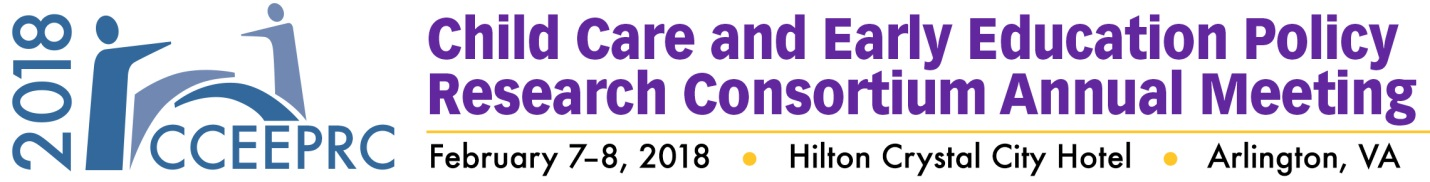 2018
CCEEPRC
Child Care and Early Education Policy
Research Consortium Annual Meeting
February 7–8, 2018 • Hilton Crystal City Hotel • Arlington, VA